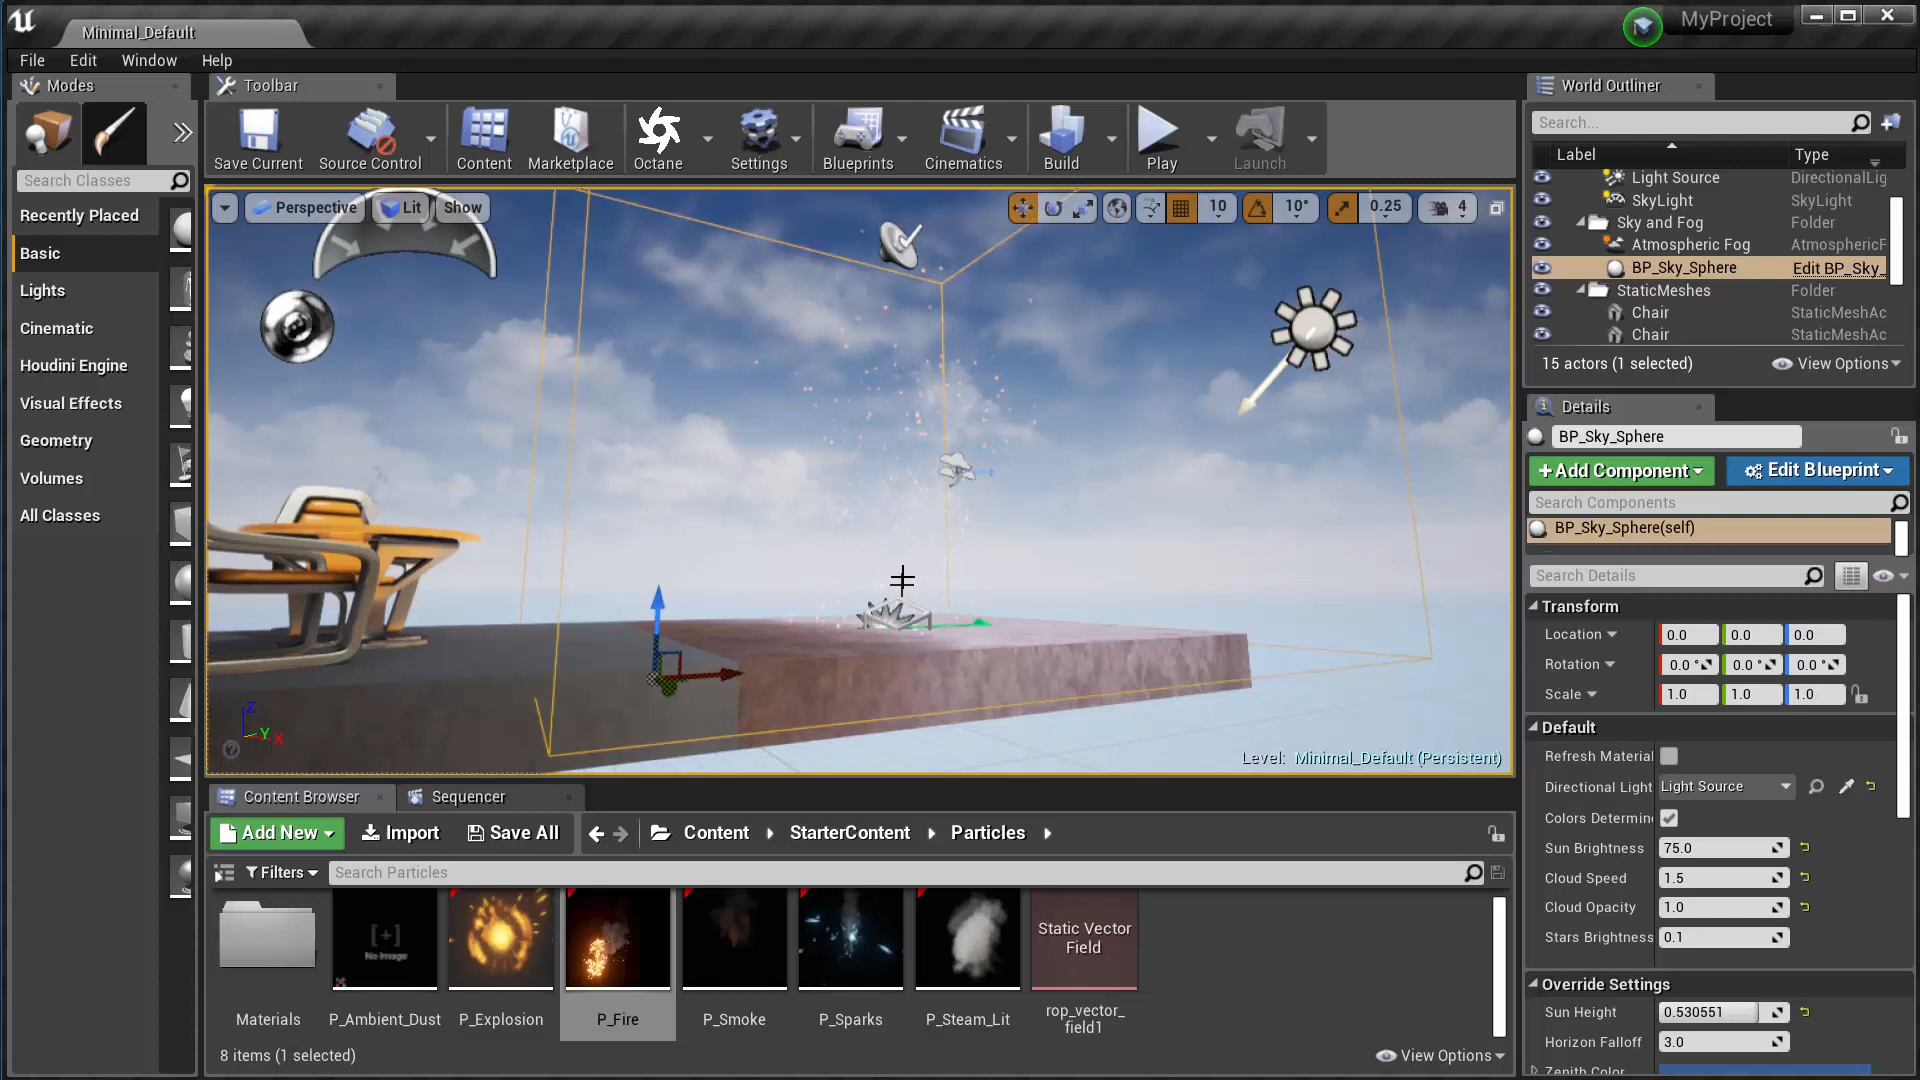 Minimal_Default
MyProject
File Edit Window Help
Modes
Toolbar
Save Current
Source Control
Content
Marketplace
Octane
Settings
Blueprints
Cinematics
Build
Play
Launch
Search Classes
Recently Placed
Basic
Lights
Cinematic
Houdini Engine
Visual Effects
Geometry
Volumes
All Classes
Perspective
Lit
Show
10
10°
0.25
4
Z
Y
X
Level: Minimal_Default (Persistent)
Content Browser
Sequencer
Add New
Import
Save All
Content
StarterContent
Particles
Filters
Search Particles
[+]
No Image
Static Vector
Field
Materials
P_Ambient_Dust
P_Explosion
P_Fire
P_Smoke
P_Sparks
P_Steam_Lit
rop_vector_
field1
8 items (1 selected)
View Options
World Outliner
Search...
Label Type
Light Source DirectionalLig
SkyLight SkyLight
Sky and Fog Folder
Atmospheric Fog AtmosphericF
BP_Sky_Sphere Edit BP_Sky_
StaticMeshes Folder
Chair StaticMeshAc
Chair StaticMeshAc
15 actors (1 selected)
View Options
Details
BP_Sky_Sphere
+Add Component
Edit Blueprint
Search Components
BP_Sky_Sphere(self)
Search Details
Transform
Location 0.0 0.0 0.0
Rotation 0.0 ° 0.0 ° 0.0 °
Scale 1.0 1.0 1.0
Default
Refresh Material
Directional Light Light Source
Colors Determin
Sun Brightness 75.0
Cloud Speed 1.5
Cloud Opacity 1.0
Stars Brightness 0.1
Override Settings
Sun Height 0.530551
Horizon Falloff 3.0
Zenith Color